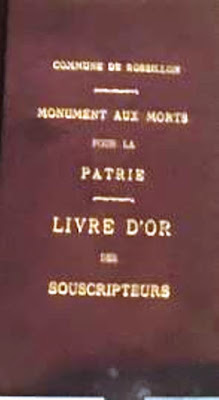 COMMUNE DE ROSSILLON
MONUMENT AUX MORTS
POUR LA
PATRIE
LIVRE D'OR
DES
SOUSCRIPTEURS